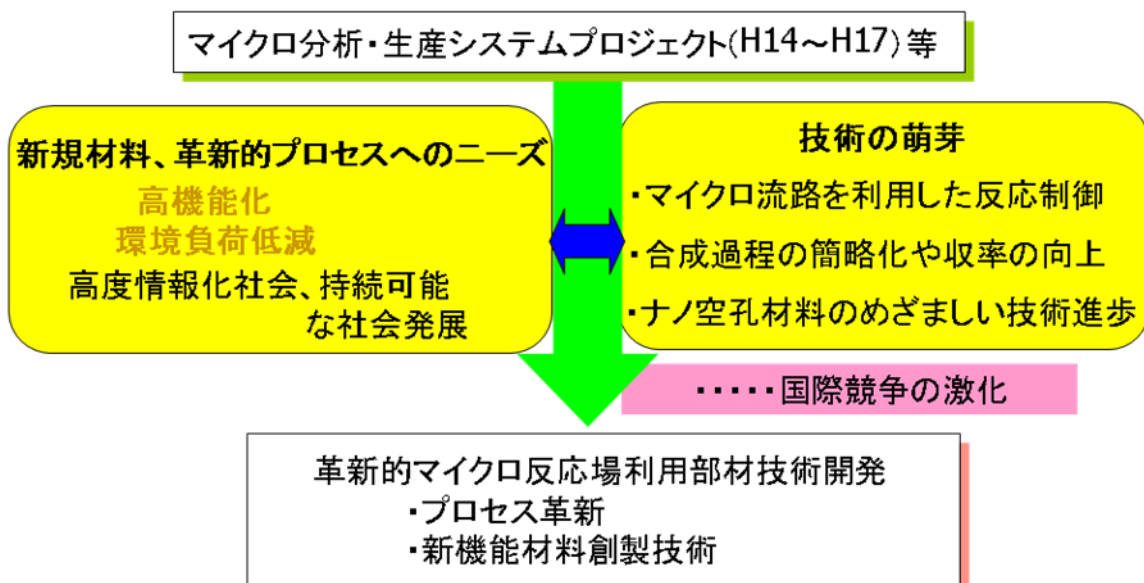 マイクロ分析・生産システムプロジェクト(H14～H17)等
新規材料、革新的プロセスへのニーズ
高機能化
環境負荷低減
高度情報化社会、持続可能
な社会発展
技術の萌芽
・マイクロ流路を利用した反応制御
・合成過程の簡略化や収率の向上
・ナノ空孔材料のめざましい技術進歩
・・・・・国際競争の激化
革新的マイクロ反応場利用部材技術開発
・プロセス革新
・新機能材料創製技術